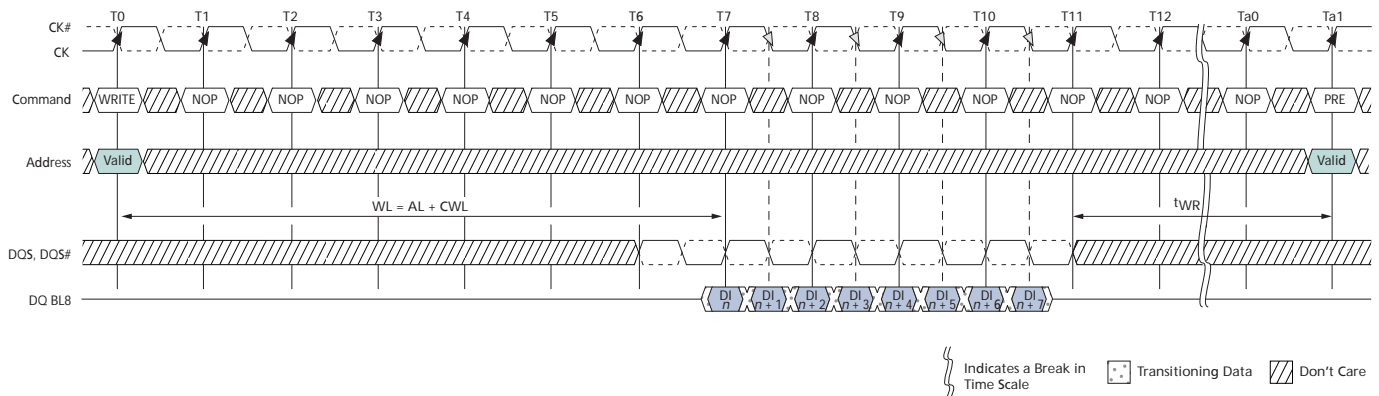 T0 T1 T2 T3 T4 T5 T6 T7 T8 T9 T10 T11 T12 Ta0 Ta1
CK#
CK
Command WRITE NOP NOP NOP NOP NOP NOP NOP NOP NOP NOP NOP NOP NOP PRE
Address Valid Valid
WL = AL + CWL tWR
DQS, DQS#
DQ BL8 DI n DI n + 1 DI n + 2 DI n + 3 DI n + 4 DI n + 5 DI n + 6 DI n + 7
Indicates a Break in
Time Scale
Transitioning Data
Don't Care